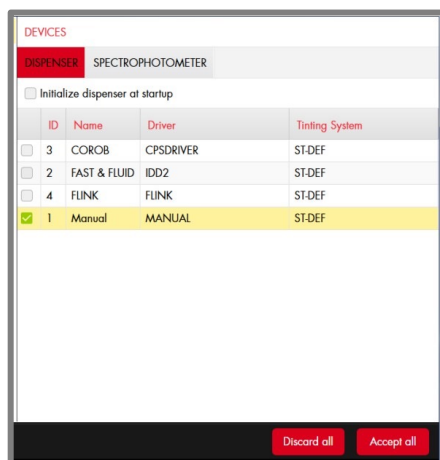 DEVICES
DISPENSER SPECTROPHOTOMETER
Initialize dispenser at startup
ID Name Driver Tinting System
3 COROB CPSDRIVER ST-DEF
2 FAST & FLUID IDD2 ST-DEF
4 FLINK FLINK ST-DEF
1 Manual MANUAL ST-DEF
Discard all Accept all